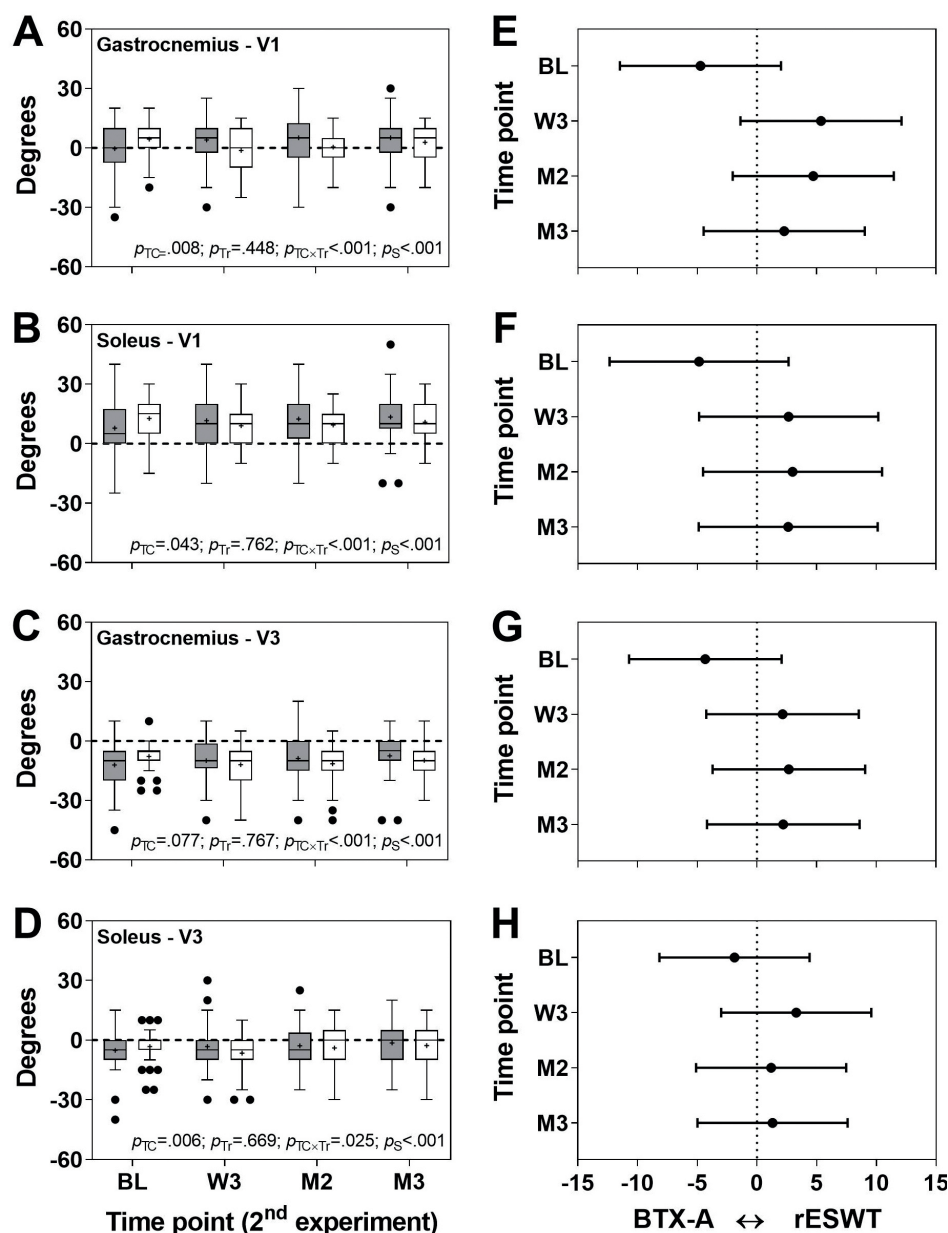 A
Gastrocnemius - V1
Degrees
60
30
0
-30
-60
pTC=.008; pTr=.448; pTC×Tr<.001; pS<.001
E
Time point
BL
W3
M2
M3
B
Soleus - V1
Degrees
60
30
0
-30
-60
pTC=.043; pTr=.762; pTC×Tr<.001; pS<.001
F
Time point
BL
W3
M2
M3
C
Gastrocnemius - V3
Degrees
60
30
0
-30
-60
pTC=.077; pTr=.767; pTC×Tr<.001; pS<.001
G
Time point
BL
W3
M2
M3
D
Soleus - V3
Degrees
60
30
0
-30
-60
pTC=.006; pTr=.669; pTC×Tr=.025; pS<.001
BL W3 M2 M3
Time point (2nd experiment)
H
Time point
BL
W3
M2
M3
-15 -10 -5 0 5 10 15
BTX-A ↔ rESWT